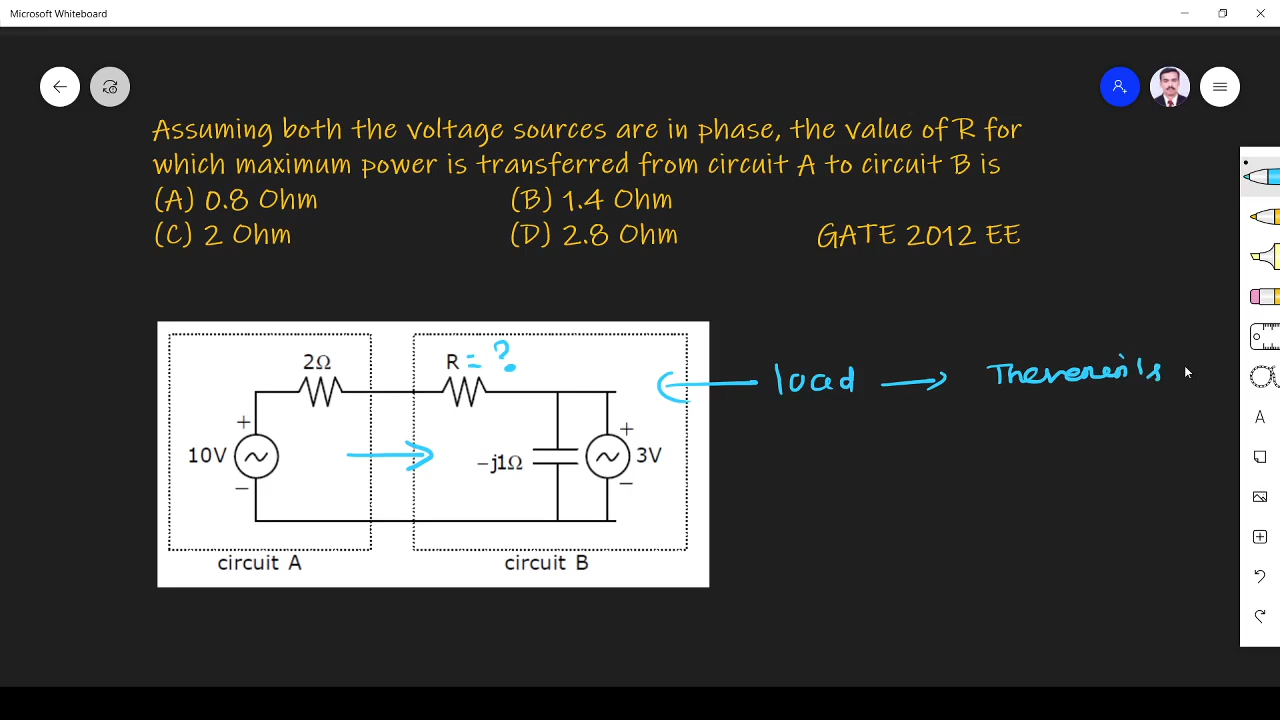 Microsoft Whiteboard
Assuming both the voltage sources are in phase, the value of R for
which maximum power is transferred from circuit A to circuit B is
(A) 0.8 Ohm (B) 1.4 Ohm
(C) 2 Ohm (D) 2.8 Ohm GATE 2012 EE
2Ω R = ?
load Thevenin's
+ +
10V -j1Ω 3V
− −
circuit A circuit B
A